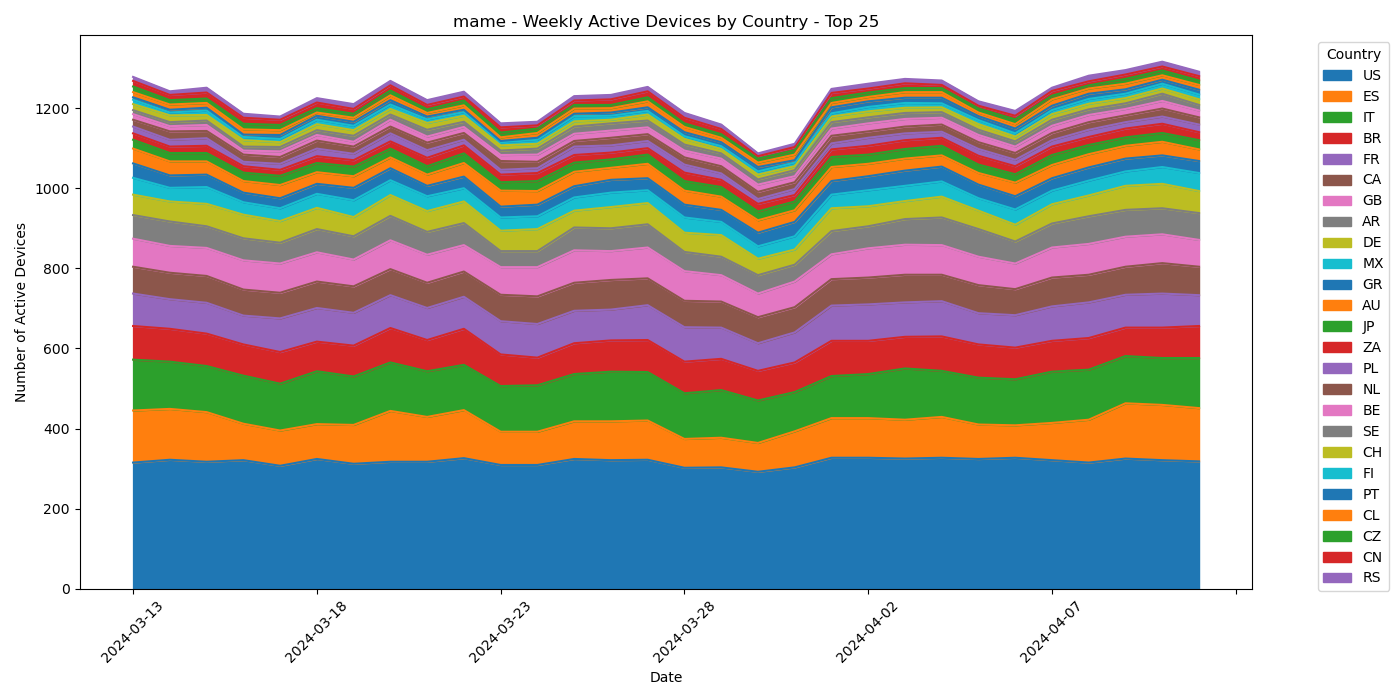 mame - Weekly Active Devices by Country - Top 25
Number of Active Devices
1200
1000
800
600
400
200
0
2024-03-13
2024-03-18
2024-03-23
2024-03-28
2024-04-02
2024-04-07
Date
Country
US
ES
IT
BR
FR
CA
GB
AR
DE
MX
GR
AU
JP
ZA
PL
NL
BE
SE
CH
FI
PT
CL
CZ
CN
RS